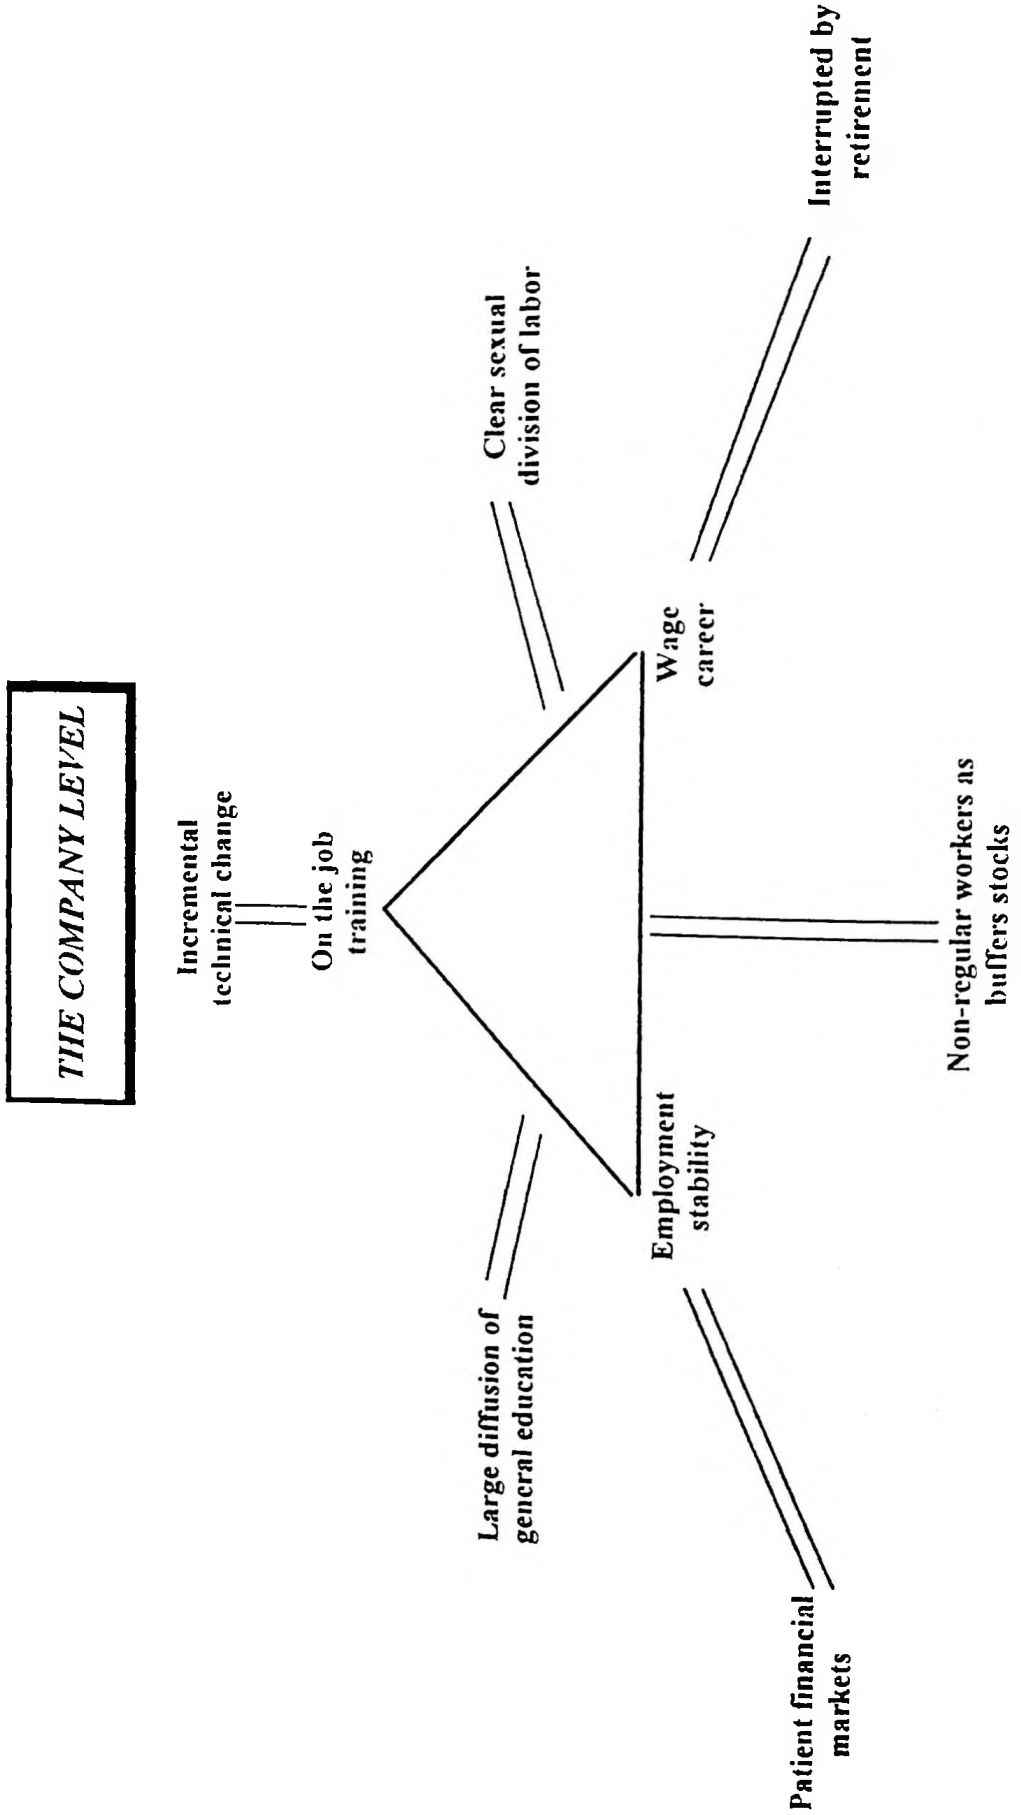 THE COMPANY LEVEL
Incremental
technical change
On the job
training
Large diffusion of
general education
Clear sexual
division of labor
Employment
stability
Wage
career
Patient financial
markets
Interrupted by
retirement
Non-regular workers as
buffers stocks